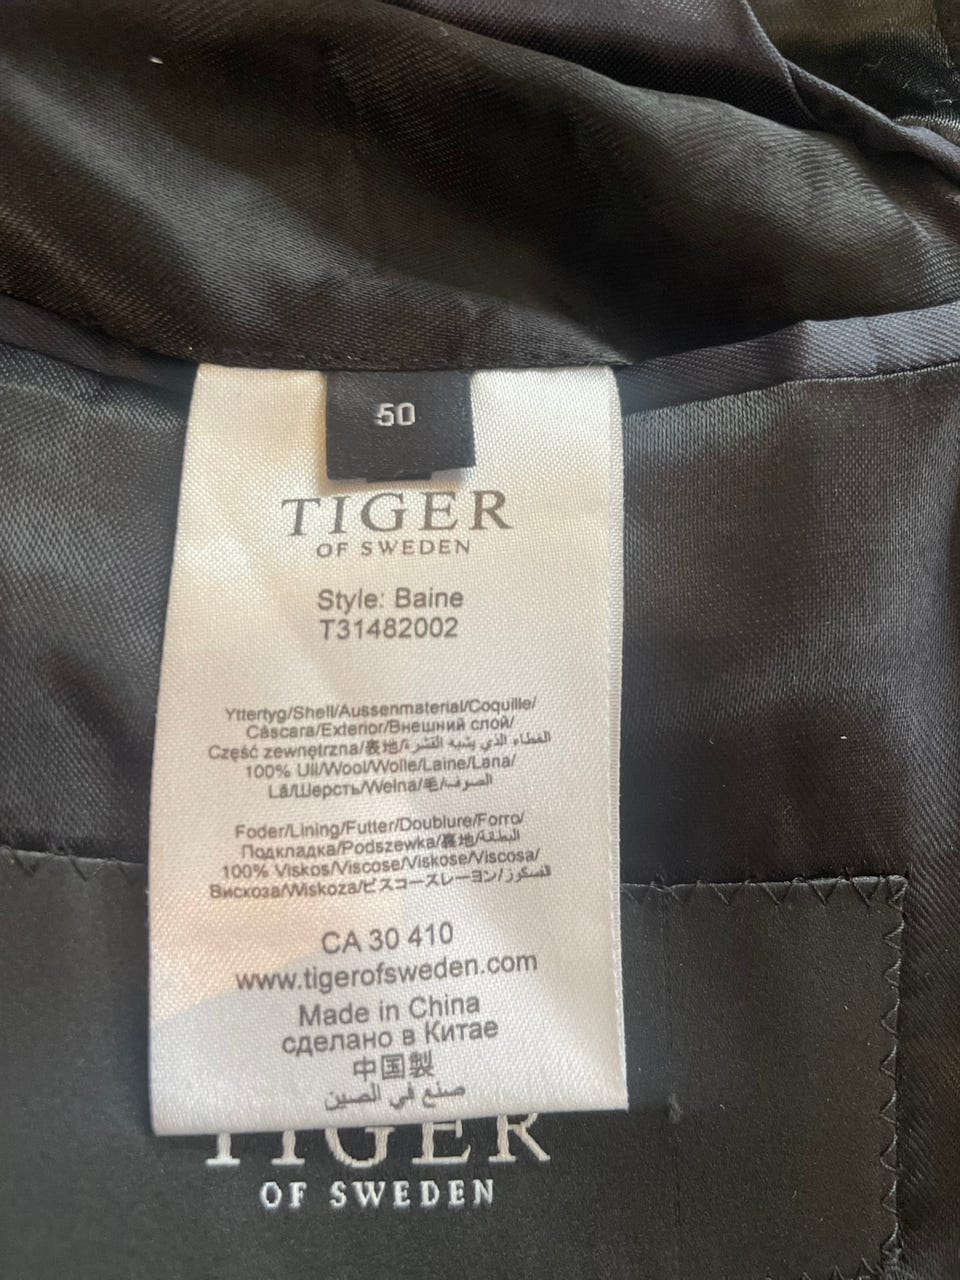 50
TIGER
OF SWEDEN
Style: Baine
T31482002
Yttertyg/Shell/Aussenmaterial/Coquille/
Cáscara/Exterior/Внешний слой/
Część zewnętrzna/表地/الغطاء الذي يشبه القشرة
100% Ull/Wool/Wolle/Laine/Lana/
Lã/Шерсть/Wełna/毛/الصوف
Foder/Lining/Futter/Doublure/Forro/
Подкладка/Podszewka/裏地/البطانة
100% Viskos/Viscose/Viskose/Viscosa/
Вискоза/Wiskoza/ビスコースレーヨン/الفسكوز
CA 30 410
www.tigerofsweden.com
Made in China
сделано в Китае
中国製
صنع في الصين
TIGER
OF SWEDEN